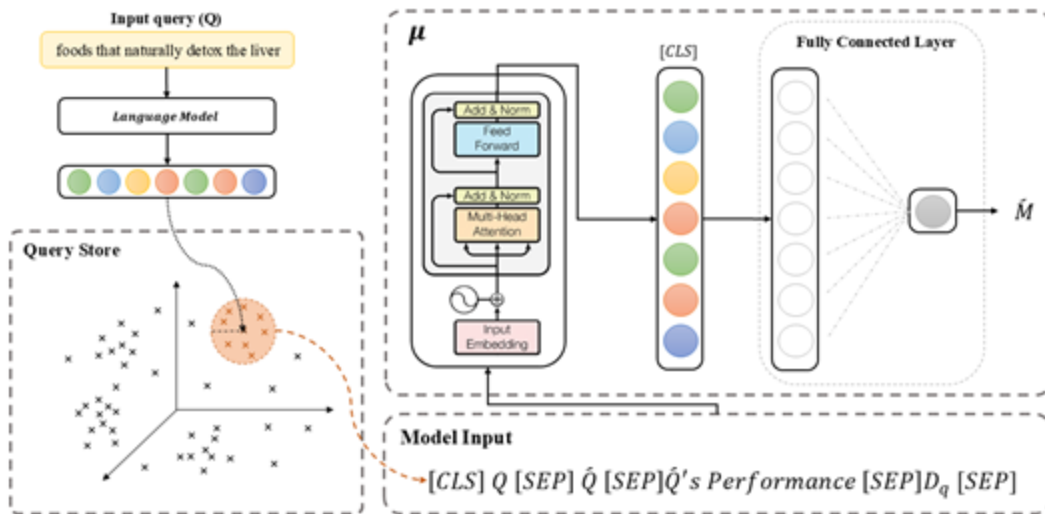 Input query (Q)
foods that naturally detox the liver
Language Model
Query Store
μ
Add & Norm
Feed
Forward
Add & Norm
Multi-Head
Attention
Input
Embedding
[CLS]
Fully Connected Layer
M̂
Model Input
[CLS] Q [SEP] Q́ [SEP]Q́'s Performance [SEP]D_q [SEP]